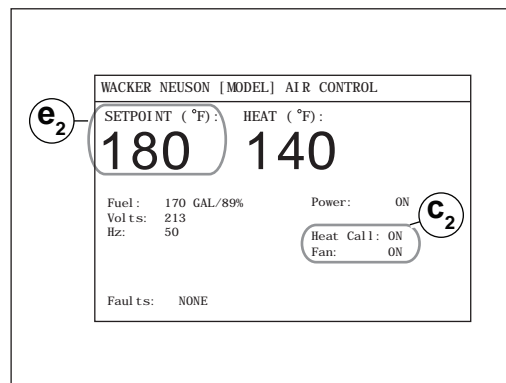 WACKER NEUSON [MODEL] AIR CONTROL
SETPOINT (°F): HEAT (°F):
180 140
Fuel: 170 GAL/89% Power: ON
Volts: 213
Hz: 50
Heat Call: ON
Fan: ON
Faults: NONE
e2
c2